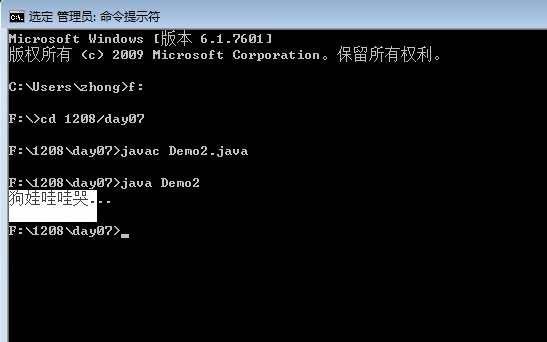 选定 管理员: 命令提示符
Microsoft Windows [版本 6.1.7601]
版权所有 (c) 2009 Microsoft Corporation。保留所有权利。
C:\Users\zhong>f:
F:\>cd 1208/day07
F:\1208\day07>javac Demo2.java
F:\1208\day07>java Demo2
狗娃哇哇哭...
F:\1208\day07>_